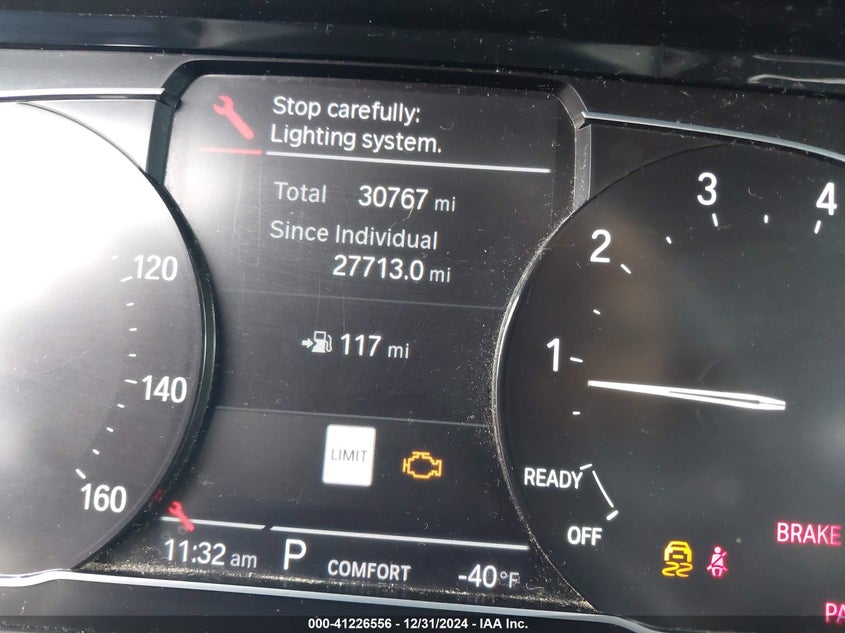 Stop carefully:
Lighting system.
Total 30767 mi
Since Individual
27713.0 mi
117 mi
LIMIT
11:32 am P COMFORT -40°F
120
140
160
1
2
3
4
READY
OFF
BRAKE
000-41226556 - 12/31/2024 - IAA Inc.